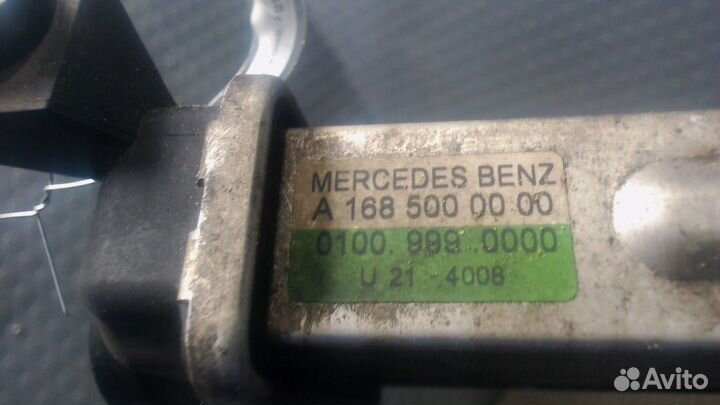 MERCEDES BENZ
A 168 500 00 00
0100.999.0000
U 21 - 4008
Avito